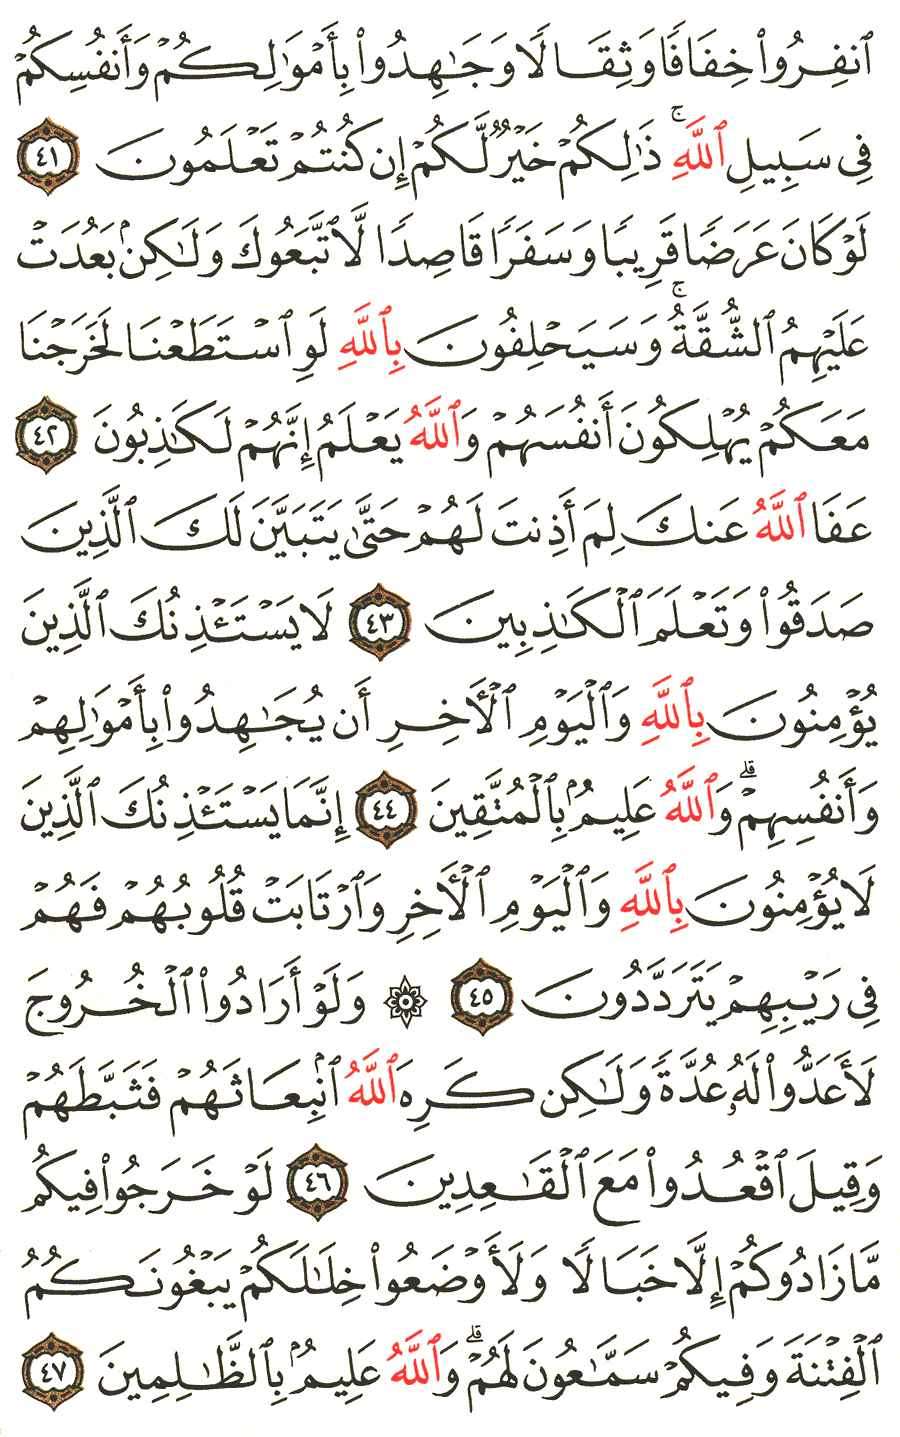 ٱنفِرُوا۟ خِفَافًا وَثِقَالًا وَجَـٰهِدُوا۟ بِأَمْوَٰلِكُمْ وَأَنفُسِكُمْ
فِى سَبِيلِ ٱللَّهِ ۚ ذَٰلِكُمْ خَيْرٌ لَّكُمْ إِن كُنتُمْ تَعْلَمُونَ ٤١
لَوْ كَانَ عَرَضًا قَرِيبًا وَسَفَرًا قَاصِدًا لَّٱتَّبَعُوكَ وَلَـٰكِنۢ بَعُدَتْ
عَلَيْهِمُ ٱلشُّقَّةُ ۚ وَسَيَحْلِفُونَ بِٱللَّهِ لَوِ ٱسْتَطَعْنَا لَخَرَجْنَا
مَعَكُمْ يُهْلِكُونَ أَنفُسَهُمْ وَٱللَّهُ يَعْلَمُ إِنَّهُمْ لَكَـٰذِبُونَ ٤٢
عَفَا ٱللَّهُ عَنكَ لِمَ أَذِنتَ لَهُمْ حَتَّىٰ يَتَبَيَّنَ لَكَ ٱلَّذِينَ
صَدَقُوا۟ وَتَعْلَمَ ٱلْكَـٰذِبِينَ ٤٣ لَا يَسْتَـْٔذِنُكَ ٱلَّذِينَ
يُؤْمِنُونَ بِٱللَّهِ وَٱلْيَوْمِ ٱلْـَٔاخِرِ أَن يُجَـٰهِدُوا۟ بِأَمْوَٰلِهِمْ
وَأَنفُسِهِمْ ۗ وَٱللَّهُ عَلِيمٌۢ بِٱلْمُتَّقِينَ ٤٤ إِنَّمَا يَسْتَـْٔذِنُكَ ٱلَّذِينَ
لَا يُؤْمِنُونَ بِٱللَّهِ وَٱلْيَوْمِ ٱلْـَٔاخِرِ وَٱرْتَابَتْ قُلُوبُهُمْ فَهُمْ
فِى رَيْبِهِمْ يَتَرَدَّدُونَ ٤٥ ۞ وَلَوْ أَرَادُوا۟ ٱلْخُرُوجَ
لَأَعَدُّوا۟ لَهُۥ عُدَّةً وَلَـٰكِن كَرِهَ ٱللَّهُ ٱنۢبِعَاثَهُمْ فَثَبَّطَهُمْ
وَقِيلَ ٱقْعُدُوا۟ مَعَ ٱلْقَـٰعِدِينَ ٤٦ لَوْ خَرَجُوا۟ فِيكُم
مَّا زَادُوكُمْ إِلَّا خَبَالًا وَلَأَوْضَعُوا۟ خِلَـٰلَكُمْ يَبْغُونَكُمُ
ٱلْفِتْنَةَ وَفِيكُمْ سَمَّـٰعُونَ لَهُمْ ۗ وَٱللَّهُ عَلِيمٌۢ بِٱلظَّـٰلِمِينَ ٤٧